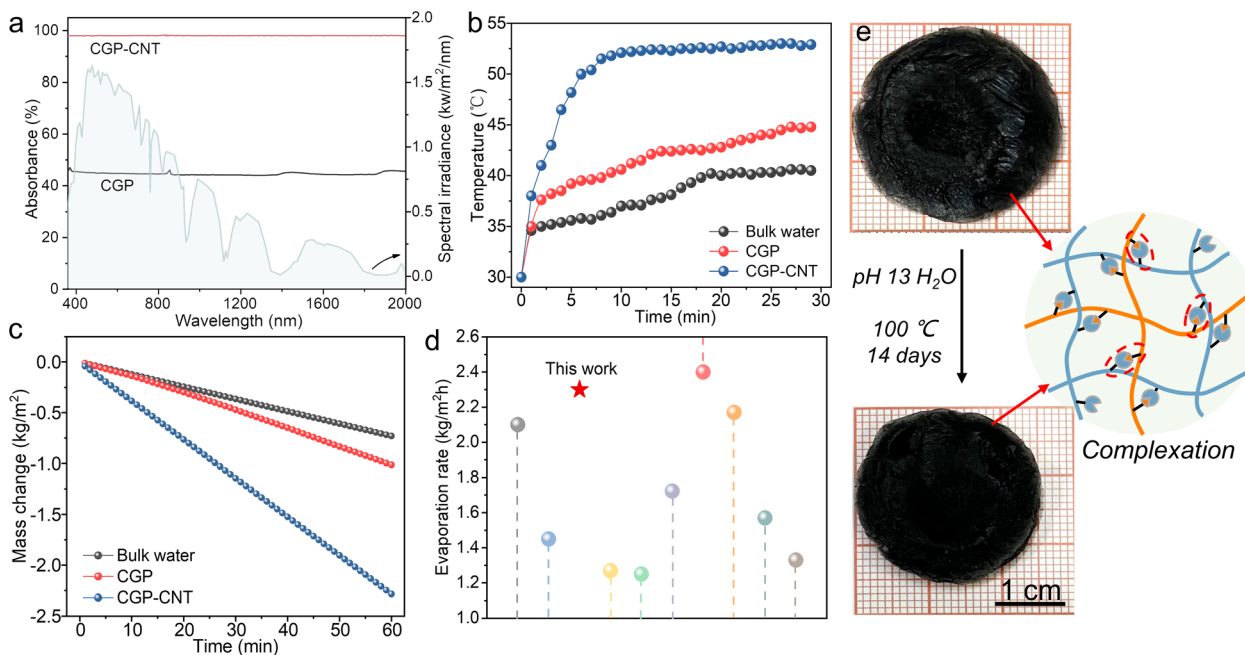 a
100
80
60
40
20
0
Absorbance (%)
CGP-CNT
CGP
2.0
1.5
1.0
0.5
0.0
Spectral irradiance (kw/m²/nm)
400
800
1200
1600
2000
Wavelength (nm)
b
55
50
45
40
35
30
Temperature (℃)
Bulk water
CGP
CGP-CNT
0
5
10
15
20
25
30
Time (min)
c
0.0
-0.5
-1.0
-1.5
-2.0
-2.5
Mass change (kg/m²)
Bulk water
CGP
CGP-CNT
0
10
20
30
40
50
60
Time (min)
d
2.6
2.4
2.2
2.0
1.8
1.6
1.4
1.2
1.0
Evaporation rate (kg/m²h)
This work
e
pH 13 H₂O
100 ℃
14 days
Complexation
1 cm